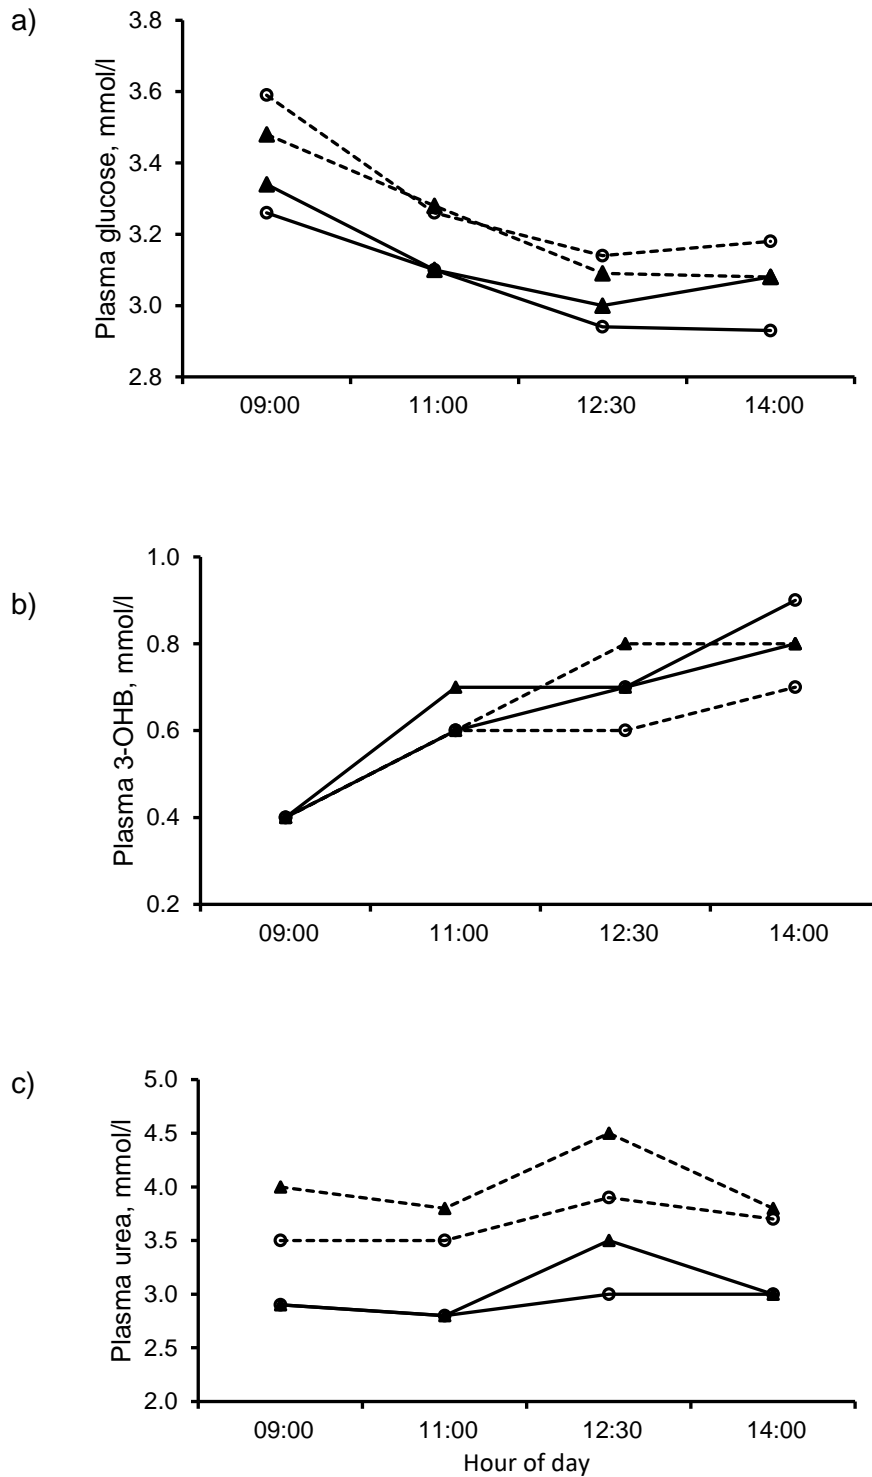 a)
Plasma glucose, mmol/l
3.8
3.6
3.4
3.2
3.0
2.8
09:00 11:00 12:30 14:00
b)
Plasma 3-OHB, mmol/l
1.0
0.8
0.6
0.4
0.2
09:00 11:00 12:30 14:00
c)
Plasma urea, mmol/l
5.0
4.5
4.0
3.5
3.0
2.5
2.0
09:00 11:00 12:30 14:00
Hour of day